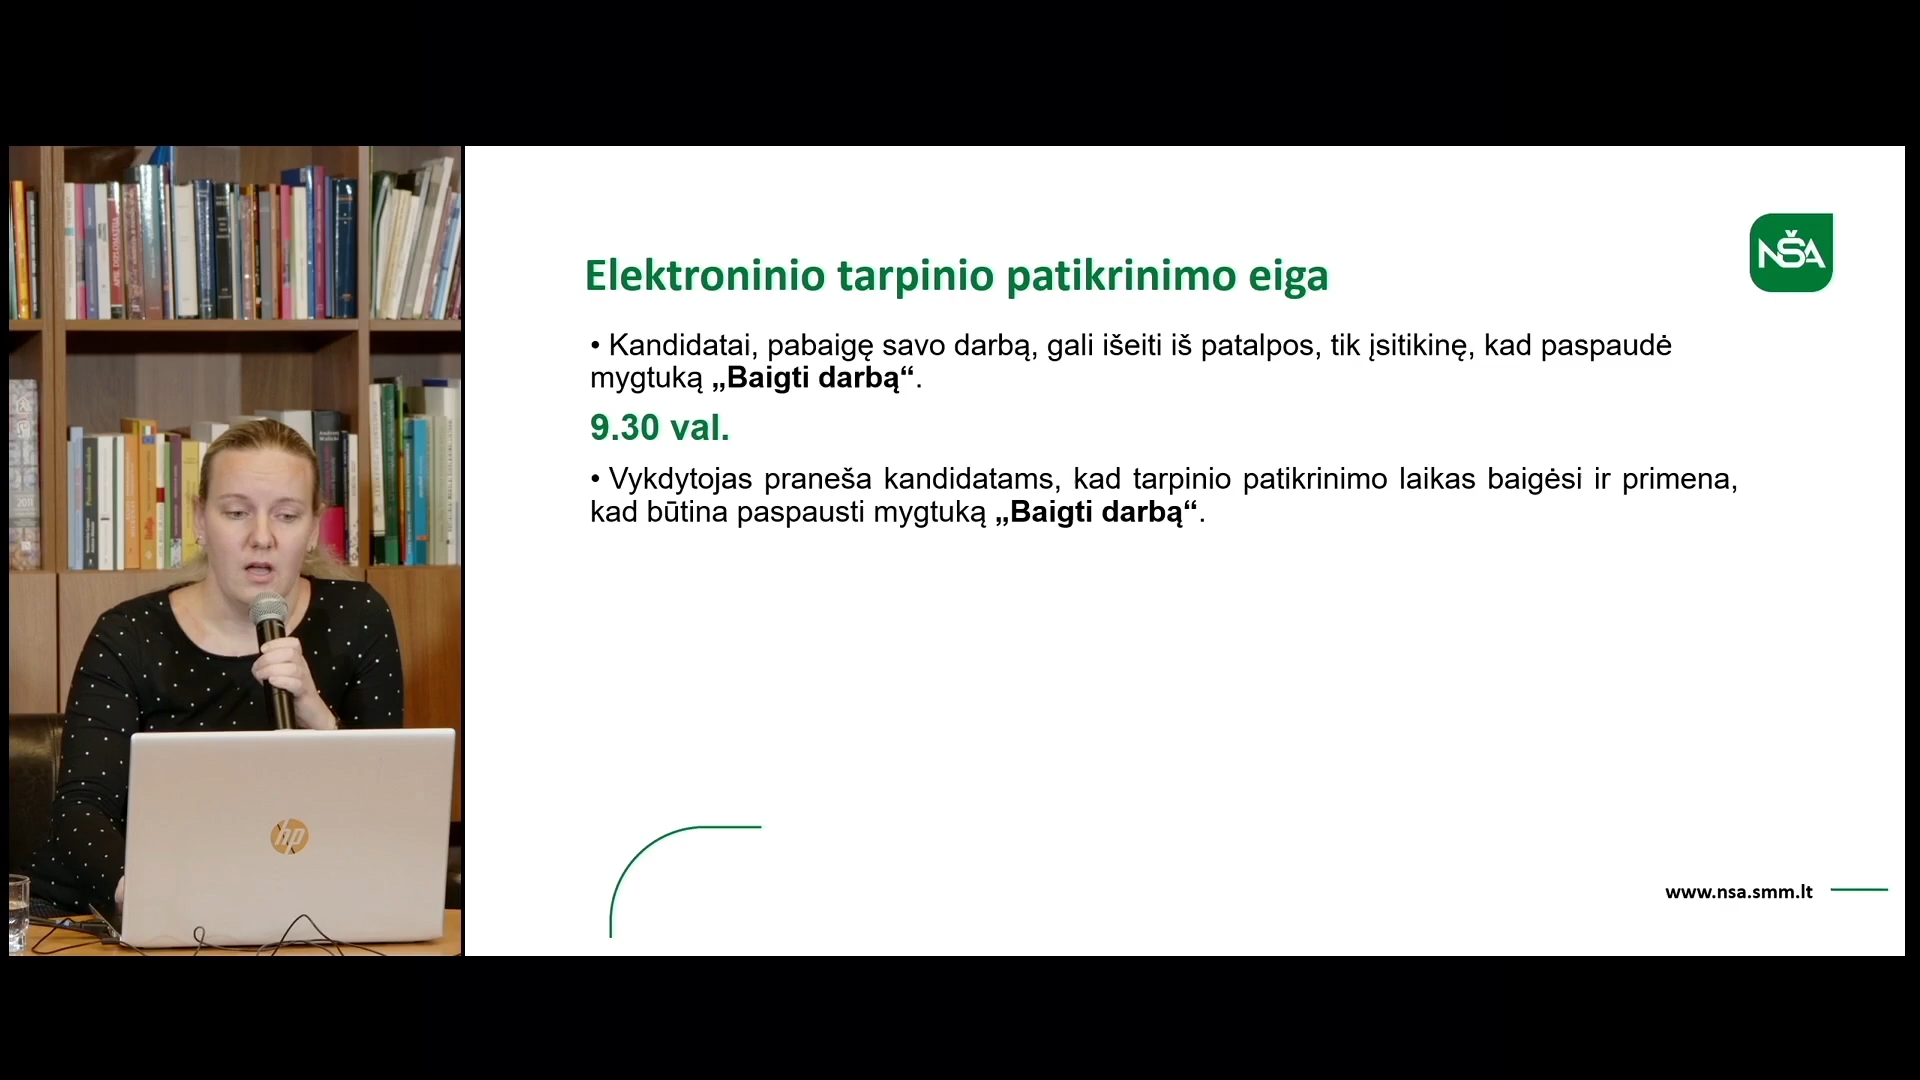 NŠA
Elektroninio tarpinio patikrinimo eiga
• Kandidatai, pabaigę savo darbą, gali išeiti iš patalpos, tik įsitikinę, kad paspaudė
mygtuką „Baigti darbą“.
9.30 val.
• Vykdytojas praneša kandidatams, kad tarpinio patikrinimo laikas baigėsi ir primena,
kad būtina paspausti mygtuką „Baigti darbą“.
www.nsa.smm.lt
hp